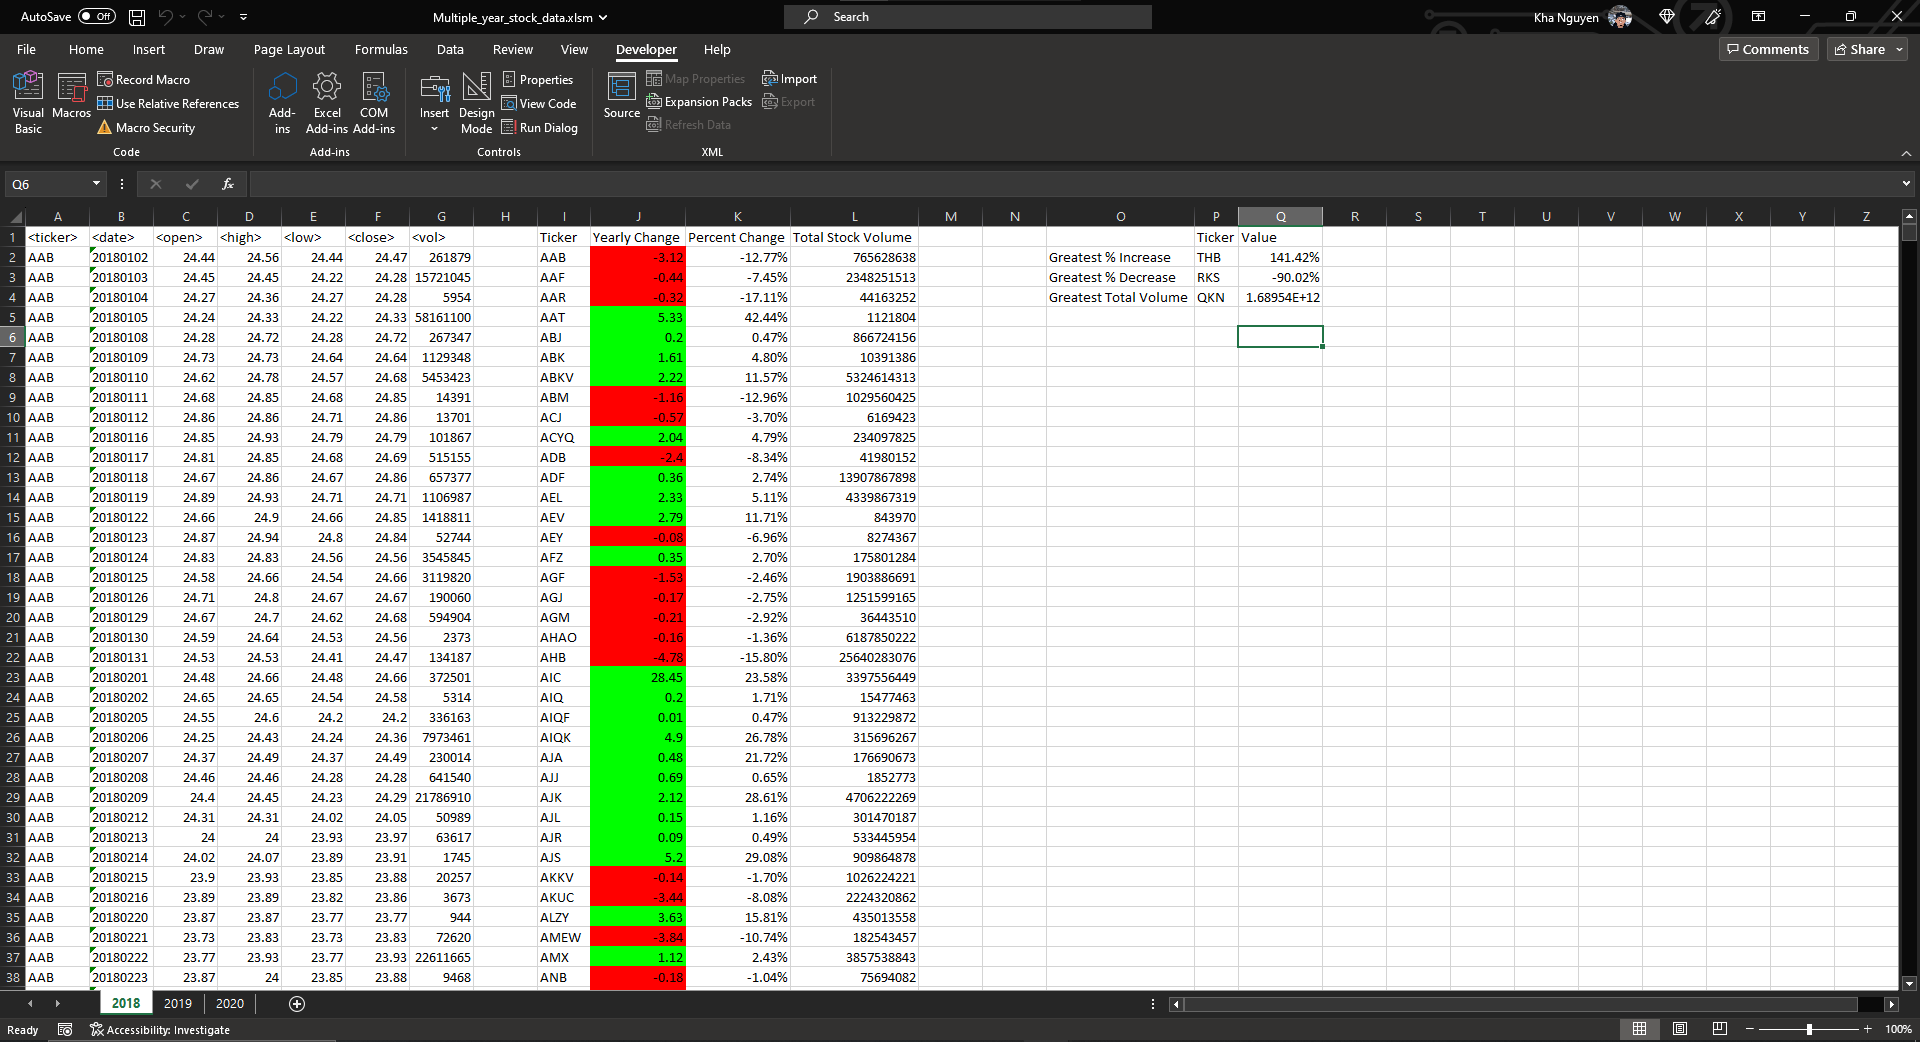 AutoSave Off Multiple_year_stock_data.xlsm Search Kha Nguyen
File Home Insert Draw Page Layout Formulas Data Review View Developer Help Comments Share
Visual Basic Macros Record Macro Use Relative References Macro Security Code
Add-ins Excel Add-ins COM Add-ins Add-ins
Insert Design Mode Properties View Code Run Dialog Controls
Source Map Properties Expansion Packs Refresh Data Import Export XML
Q6 fx
A B C D E F G H I J K L M N O P Q R S T U V W X Y Z
1 <ticker> <date> <open> <high> <low> <close> <vol> Ticker Yearly Change Percent Change Total Stock Volume Ticker Value
2 AAB 20180102 24.44 24.56 24.44 24.47 261879 AAB -3.12 -12.77% 765628638 Greatest % Increase THB 141.42%
3 AAB 20180103 24.45 24.45 24.22 24.28 15721045 AAF -0.44 -7.45% 2348251513 Greatest % Decrease RKS -90.02%
4 AAB 20180104 24.27 24.36 24.27 24.28 5954 AAR -0.32 -17.11% 44163252 Greatest Total Volume QKN 1.68954E+12
5 AAB 20180105 24.24 24.33 24.22 24.33 58161100 AAT 5.33 42.44% 1121804
6 AAB 20180108 24.28 24.72 24.28 24.72 267347 ABJ 0.2 0.47% 866724156
7 AAB 20180109 24.73 24.73 24.64 24.64 1129348 ABK 1.61 4.80% 10391386
8 AAB 20180110 24.62 24.78 24.57 24.68 5453423 ABKV 2.22 11.57% 5324614313
9 AAB 20180111 24.68 24.85 24.68 24.85 14391 ABM -1.16 -12.96% 1029560425
10 AAB 20180112 24.86 24.86 24.71 24.86 13701 ACJ -0.57 -3.70% 6169423
11 AAB 20180116 24.85 24.93 24.79 24.79 101867 ACYQ 2.04 4.79% 234097825
12 AAB 20180117 24.81 24.85 24.68 24.69 515155 ADB -2.4 -8.34% 41980152
13 AAB 20180118 24.67 24.86 24.67 24.86 657377 ADF 0.36 2.74% 13907867898
14 AAB 20180119 24.89 24.93 24.71 24.71 1106987 AEL 2.33 5.11% 4339867319
15 AAB 20180122 24.66 24.9 24.66 24.85 1418811 AEV 2.79 11.71% 843970
16 AAB 20180123 24.87 24.94 24.8 24.84 52744 AEY -0.08 -6.96% 8274367
17 AAB 20180124 24.83 24.83 24.56 24.56 3545845 AFZ 0.35 2.70% 175801284
18 AAB 20180125 24.58 24.66 24.54 24.66 3119820 AGF -1.53 -2.46% 1903886691
19 AAB 20180126 24.71 24.8 24.67 24.67 190060 AGJ -0.17 -2.75% 1251599165
20 AAB 20180129 24.67 24.7 24.62 24.68 594904 AGM -0.21 -2.92% 36443510
21 AAB 20180130 24.59 24.64 24.53 24.56 2373 AHAO -0.16 -1.36% 6187850222
22 AAB 20180131 24.53 24.53 24.41 24.47 134187 AHB -4.78 -15.80% 25640283076
23 AAB 20180201 24.48 24.66 24.48 24.66 372501 AIC 28.45 23.58% 3397556449
24 AAB 20180202 24.65 24.65 24.54 24.58 5314 AIQ 0.2 1.71% 15477463
25 AAB 20180205 24.55 24.6 24.2 24.2 336163 AIQF 0.01 0.47% 913229872
26 AAB 20180206 24.25 24.43 24.24 24.36 7973461 AIQK 4.9 26.78% 315696267
27 AAB 20180207 24.37 24.49 24.37 24.49 230014 AJA 0.48 21.72% 176690673
28 AAB 20180208 24.46 24.46 24.28 24.28 641540 AJJ 0.69 0.65% 1852773
29 AAB 20180209 24.4 24.45 24.23 24.29 21786910 AJK 2.12 28.61% 4706222269
30 AAB 20180212 24.31 24.31 24.02 24.05 50989 AJL 0.15 1.16% 301470187
31 AAB 20180213 24 24 23.93 23.97 63617 AJR 0.09 0.49% 533445954
32 AAB 20180214 24.02 24.07 23.89 23.91 1745 AJS 5.2 29.08% 909864878
33 AAB 20180215 23.9 23.93 23.85 23.88 20257 AKKV -0.14 -1.70% 1026224221
34 AAB 20180216 23.89 23.89 23.82 23.86 3673 AKUC -3.44 -8.08% 2224320862
35 AAB 20180220 23.87 23.87 23.77 23.77 944 ALZY 3.63 15.81% 435013558
36 AAB 20180221 23.73 23.83 23.73 23.83 72620 AMEW -3.84 -10.74% 182543457
37 AAB 20180222 23.77 23.93 23.77 23.93 22611665 AMX 1.12 2.43% 3857538843
38 AAB 20180223 23.87 24 23.85 23.88 9468 ANB -0.18 -1.04% 75694082
2018 2019 2020
Ready Accessibility: Investigate 100%